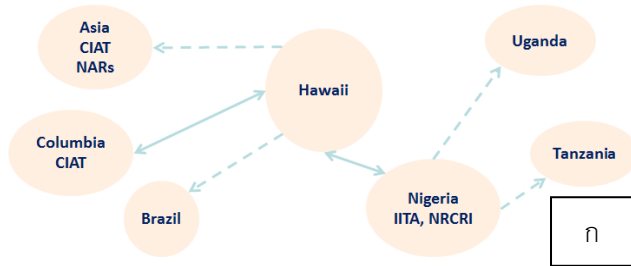 Asia
CIAT
NARs
Hawaii
Uganda
Columbia
CIAT
Tanzania
Brazil
Nigeria
IITA, NRCRI
ก